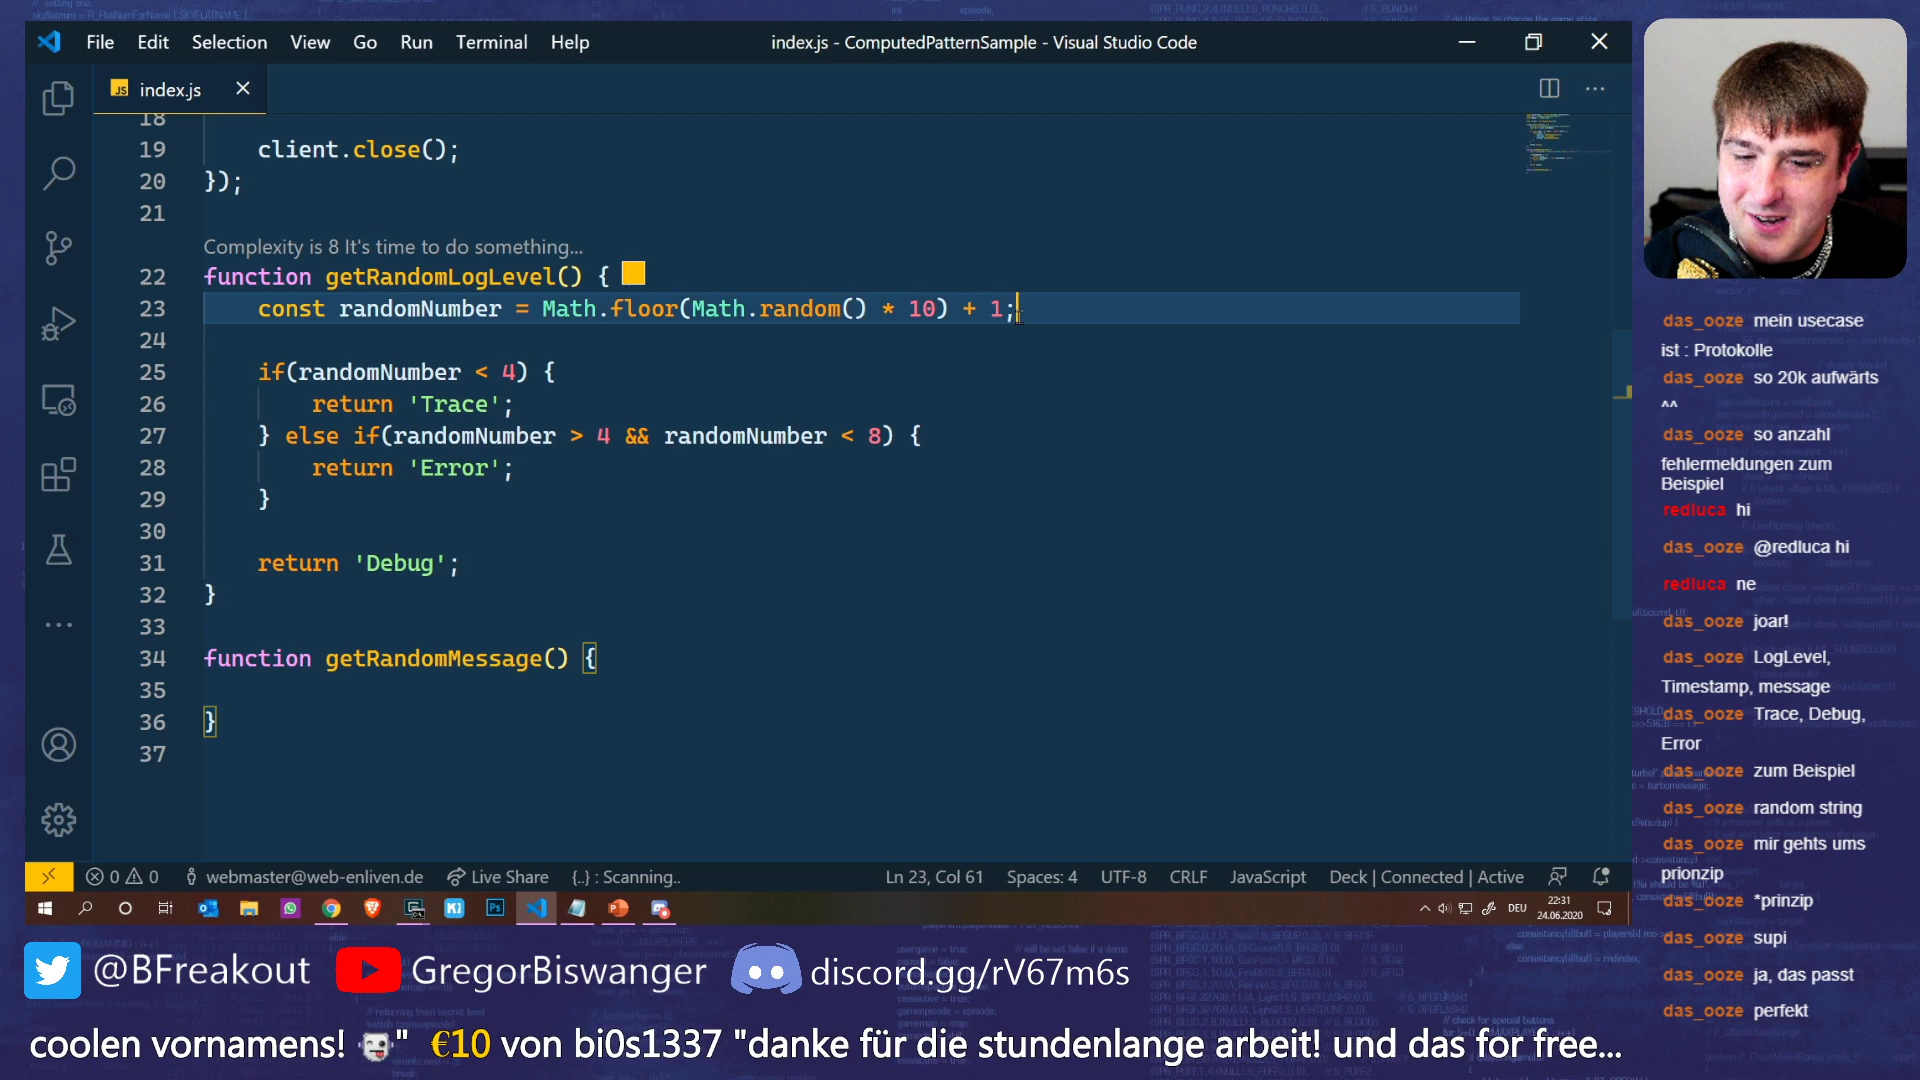 File Edit Selection View Go Run Terminal Help index.js - ComputedPatternSample - Visual Studio Code
JS index.js
18
19 client.close();
20 });
21
Complexity is 8 It's time to do something...
22 function getRandomLogLevel() {
23 const randomNumber = Math.floor(Math.random() * 10) + 1;
24
25 if(randomNumber < 4) {
26 return 'Trace';
27 } else if(randomNumber > 4 && randomNumber < 8) {
28 return 'Error';
29 }
30
31 return 'Debug';
32 }
33
34 function getRandomMessage() {
35
36 }
37
0 0 webmaster@web-enliven.de Live Share {..} : Scanning.. Ln 23, Col 61 Spaces: 4 UTF-8 CRLF JavaScript Deck | Connected | Active
DEU 22:31
24.06.2020
das_ooze mein usecase
ist : Protokolle
das_ooze so 20k aufwärts
^^
das_ooze so anzahl
fehlermeldungen zum
Beispiel
redluca hi
das_ooze @redluca hi
redluca ne
das_ooze joar!
das_ooze LogLevel,
Timestamp, message
das_ooze Trace, Debug,
Error
das_ooze zum Beispiel
das_ooze random string
das_ooze mir gehts ums
prionzip
das_ooze *prinzip
das_ooze supi
das_ooze ja, das passt
das_ooze perfekt
@BFreakout GregorBiswanger discord.gg/rV67m6s
coolen vornamens! " €10 von bi0s1337 "danke für die stundenlange arbeit! und das for free...